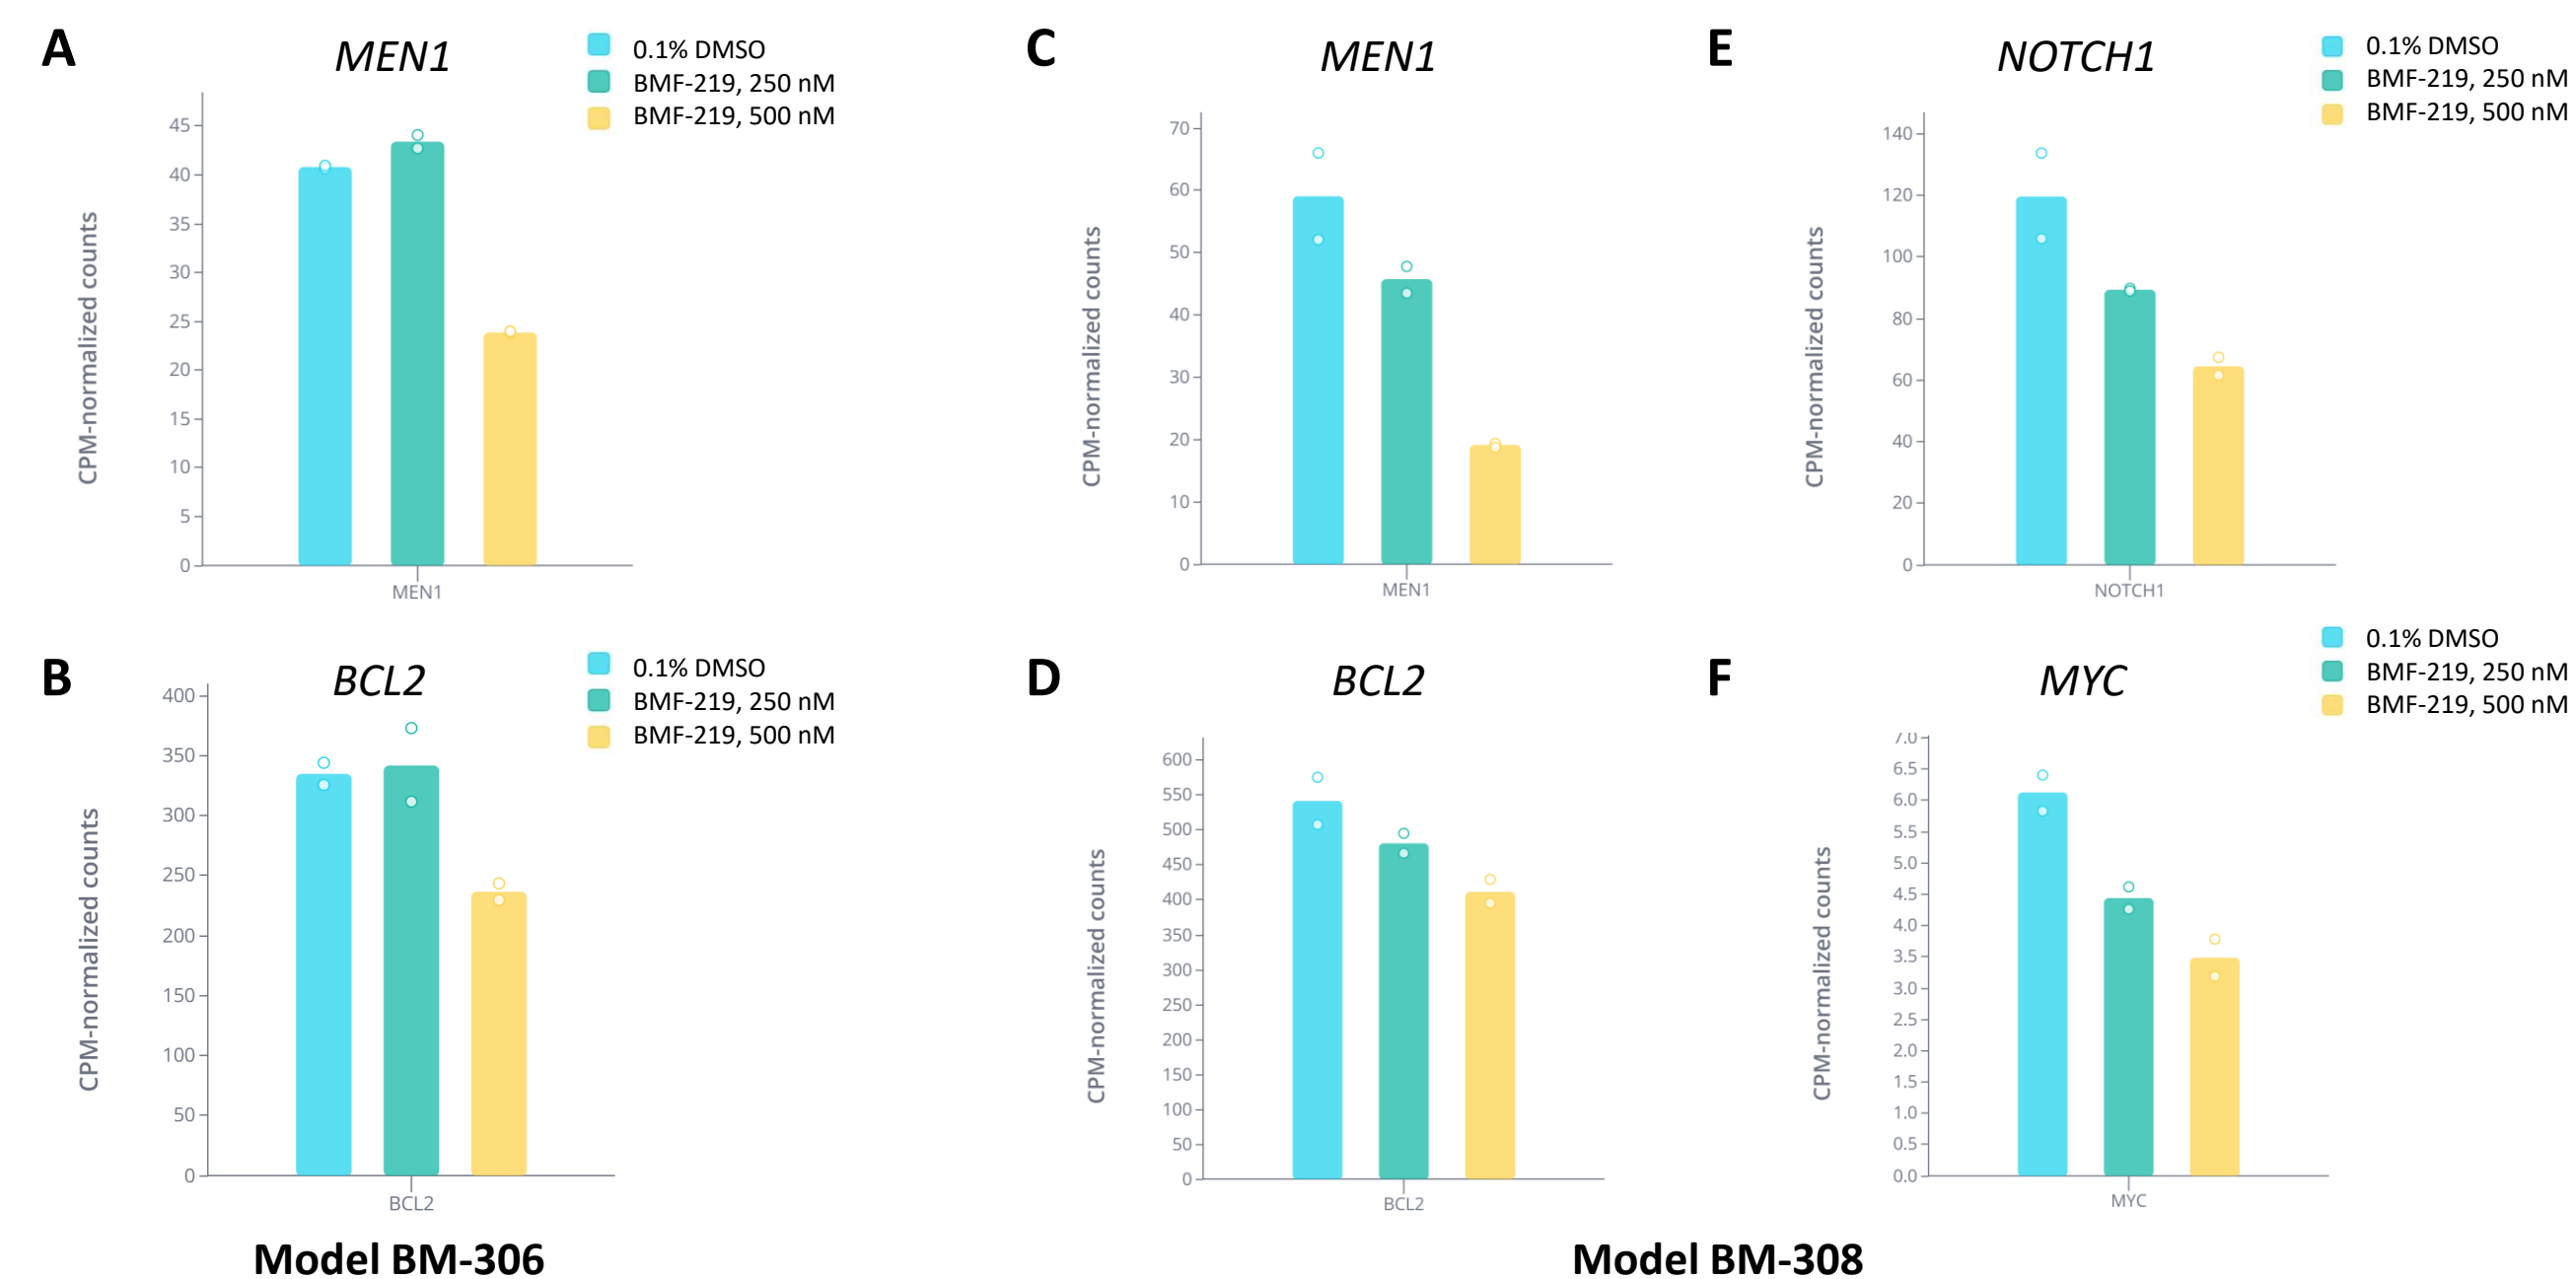 A
MEN1
0.1% DMSO
BMF-219, 250 nM
BMF-219, 500 nM
CPM-normalized counts
45
40
35
30
25
20
15
10
5
0
MEN1
B
BCL2
0.1% DMSO
BMF-219, 250 nM
BMF-219, 500 nM
CPM-normalized counts
400
350
300
250
200
150
100
50
0
BCL2
Model BM-306
C
MEN1
CPM-normalized counts
70
60
50
40
30
20
10
0
MEN1
D
BCL2
CPM-normalized counts
600
550
500
450
400
350
300
250
200
150
100
50
0
BCL2
E
NOTCH1
0.1% DMSO
BMF-219, 250 nM
BMF-219, 500 nM
CPM-normalized counts
140
120
100
80
60
40
20
0
NOTCH1
F
MYC
0.1% DMSO
BMF-219, 250 nM
BMF-219, 500 nM
CPM-normalized counts
7.0
6.5
6.0
5.5
5.0
4.5
4.0
3.5
3.0
2.5
2.0
1.5
1.0
0.5
0.0
MYC
Model BM-308